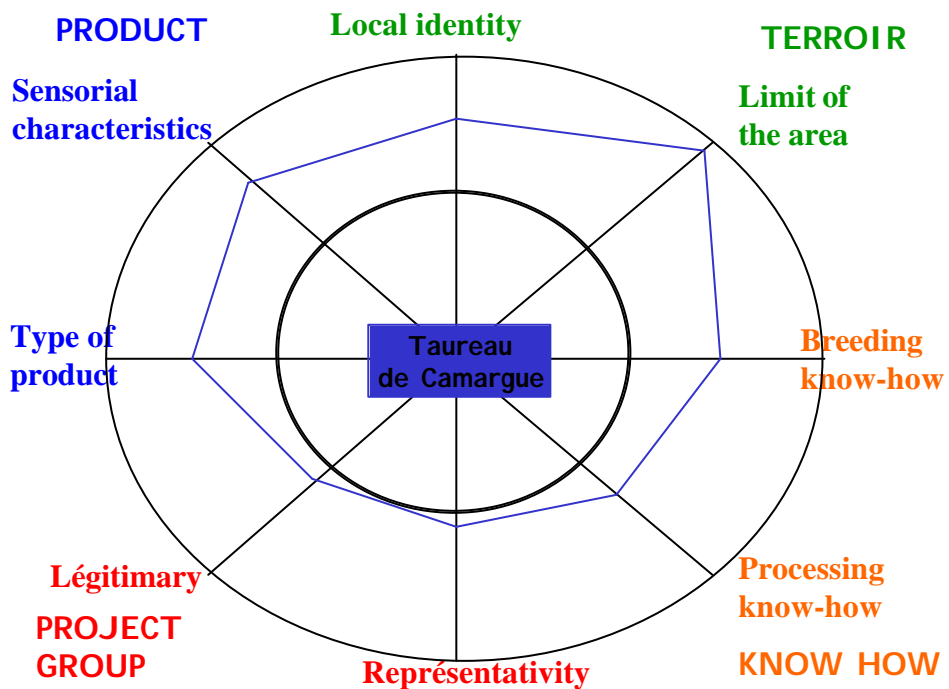 PRODUCT
Local identity
TERROIR
Sensorial
characteristics
Limit of
the area
Type of
product
Taureau
de Camargue
Breeding
know-how
Légitimary
PROJECT
GROUP
Représentativity
Processing
know-how
KNOW HOW